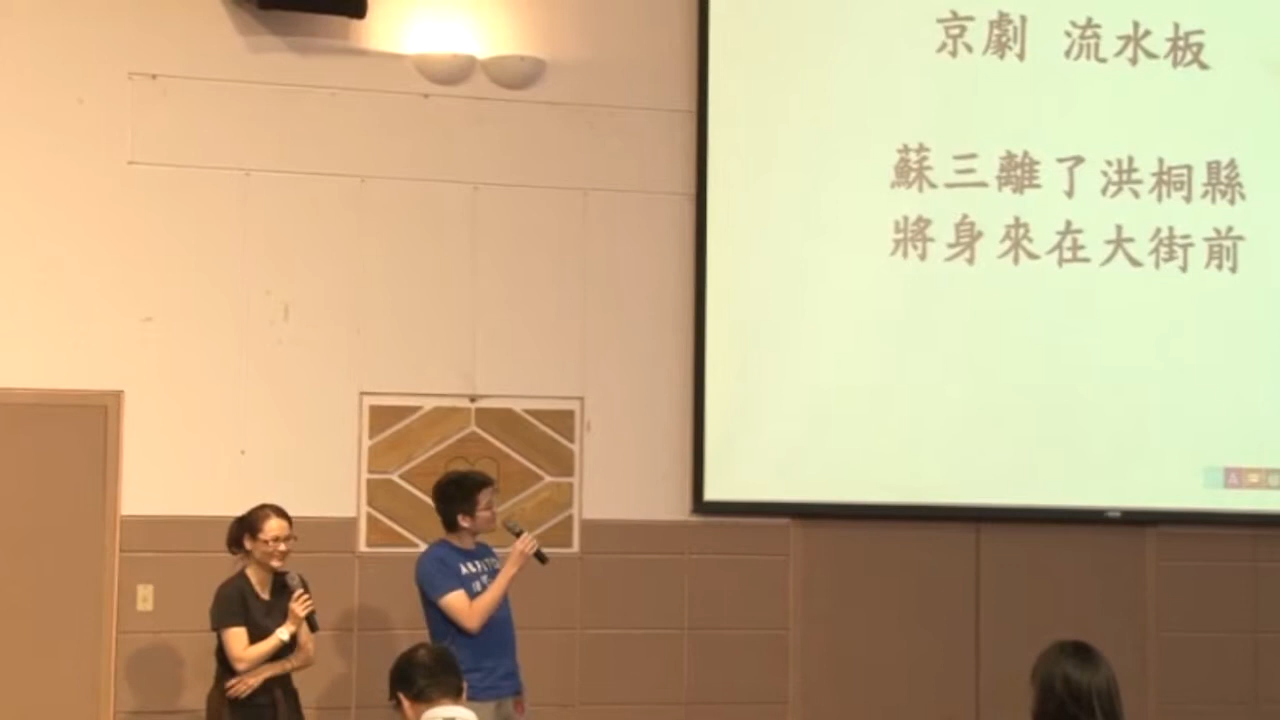 京劇 流水板
蘇三離了洪桐縣
將身來在大街前